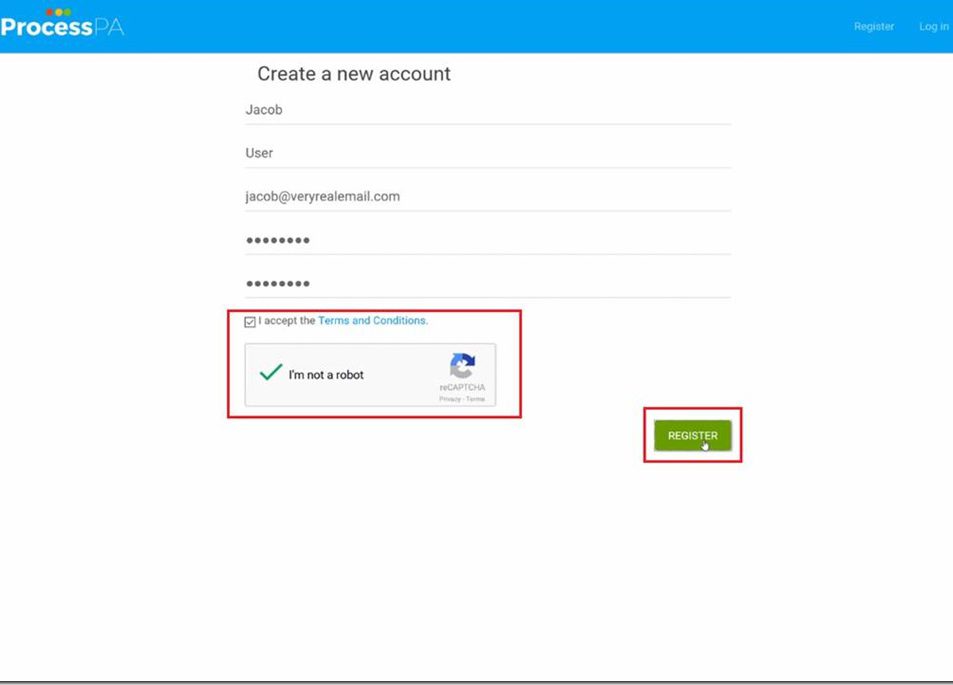 ProcessPA
Register Log in
Create a new account
Jacob
User
jacob@veryrealemail.com
••••••••
••••••••
I accept the Terms and Conditions.
I'm not a robot
reCAPTCHA
Privacy - Terms
REGISTER